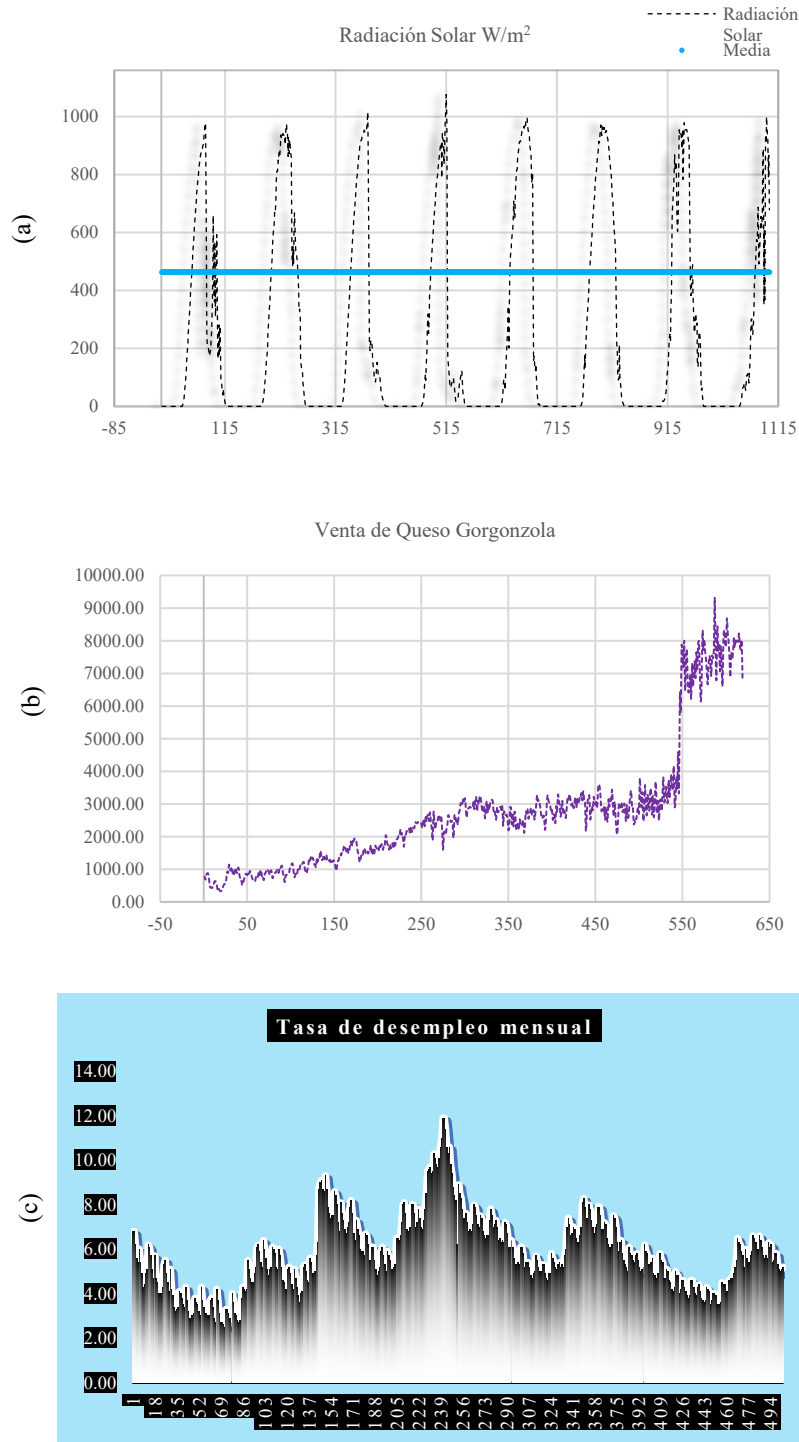 Radiación Solar W/m²
Radiación
Solar
Media
(a)
1000
800
600
400
200
0
-85 115 315 515 715 915 1115
Venta de Queso Gorgonzola
(b)
10000.00
9000.00
8000.00
7000.00
6000.00
5000.00
4000.00
3000.00
2000.00
1000.00
0.00
-50 50 150 250 350 450 550 650
Tasa de desempleo mensual
(c)
14.00
12.00
10.00
8.00
6.00
4.00
2.00
0.00
1 18 35 52 69 86 103 120 137 154 171 188 205 222 239 256 273 290 307 324 341 358 375 392 409 426 443 460 477 494